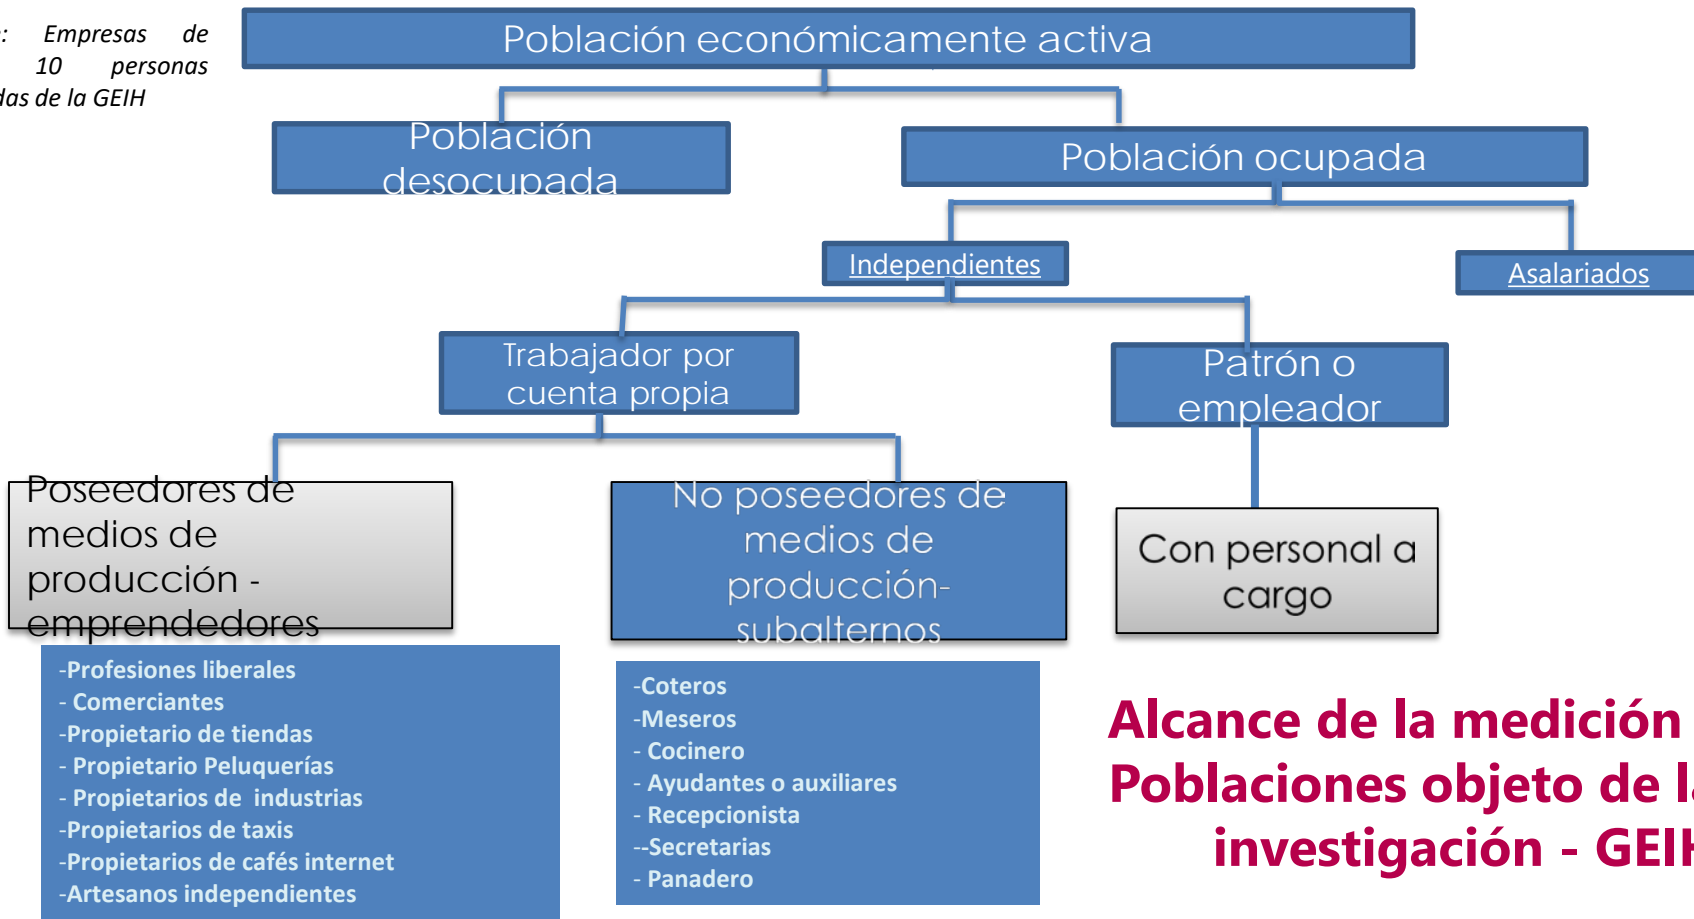 Empresas de
10 personas
de la GEIH
Población económicamente activa
Población
desocupada
Población ocupada
Independientes
Asalariados
Trabajador por
cuenta propia
Patrón o
empleador
Poseedores de
medios de
producción -
emprendedores
No poseedores de
medios de
producción-
subalternos
Con personal a
cargo
-Profesiones liberales
- Comerciantes
-Propietario de tiendas
- Propietario Peluquerías
- Propietarios de industrias
-Propietarios de taxis
-Propietarios de cafés internet
-Artesanos independientes
-Coteros
-Meseros
- Cocinero
- Ayudantes o auxiliares
- Recepcionista
--Secretarias
- Panadero
Alcance de la medición
Poblaciones objeto de
investigación -